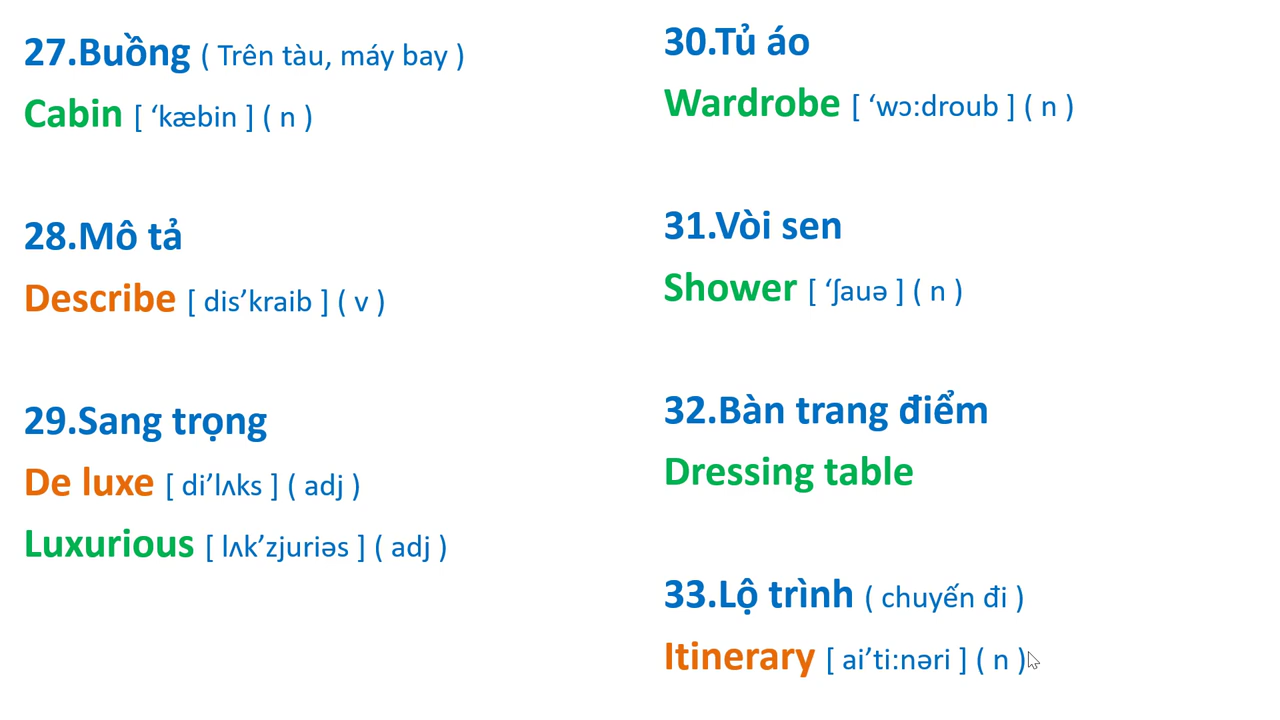 27.Buồng ( Trên tàu, máy bay )
Cabin [ ‘kæbin ] ( n )
28.Mô tả
Describe [ dis’kraib ] ( v )
29.Sang trọng
De luxe [ di’lʌks ] ( adj )
Luxurious [ lʌk’zjuriəs ] ( adj )
30.Tủ áo
Wardrobe [ ‘wɔ:droub ] ( n )
31.Vòi sen
Shower [ ‘ʃauə ] ( n )
32.Bàn trang điểm
Dressing table
33.Lộ trình ( chuyến đi )
Itinerary [ ai’ti:nəri ] ( n )